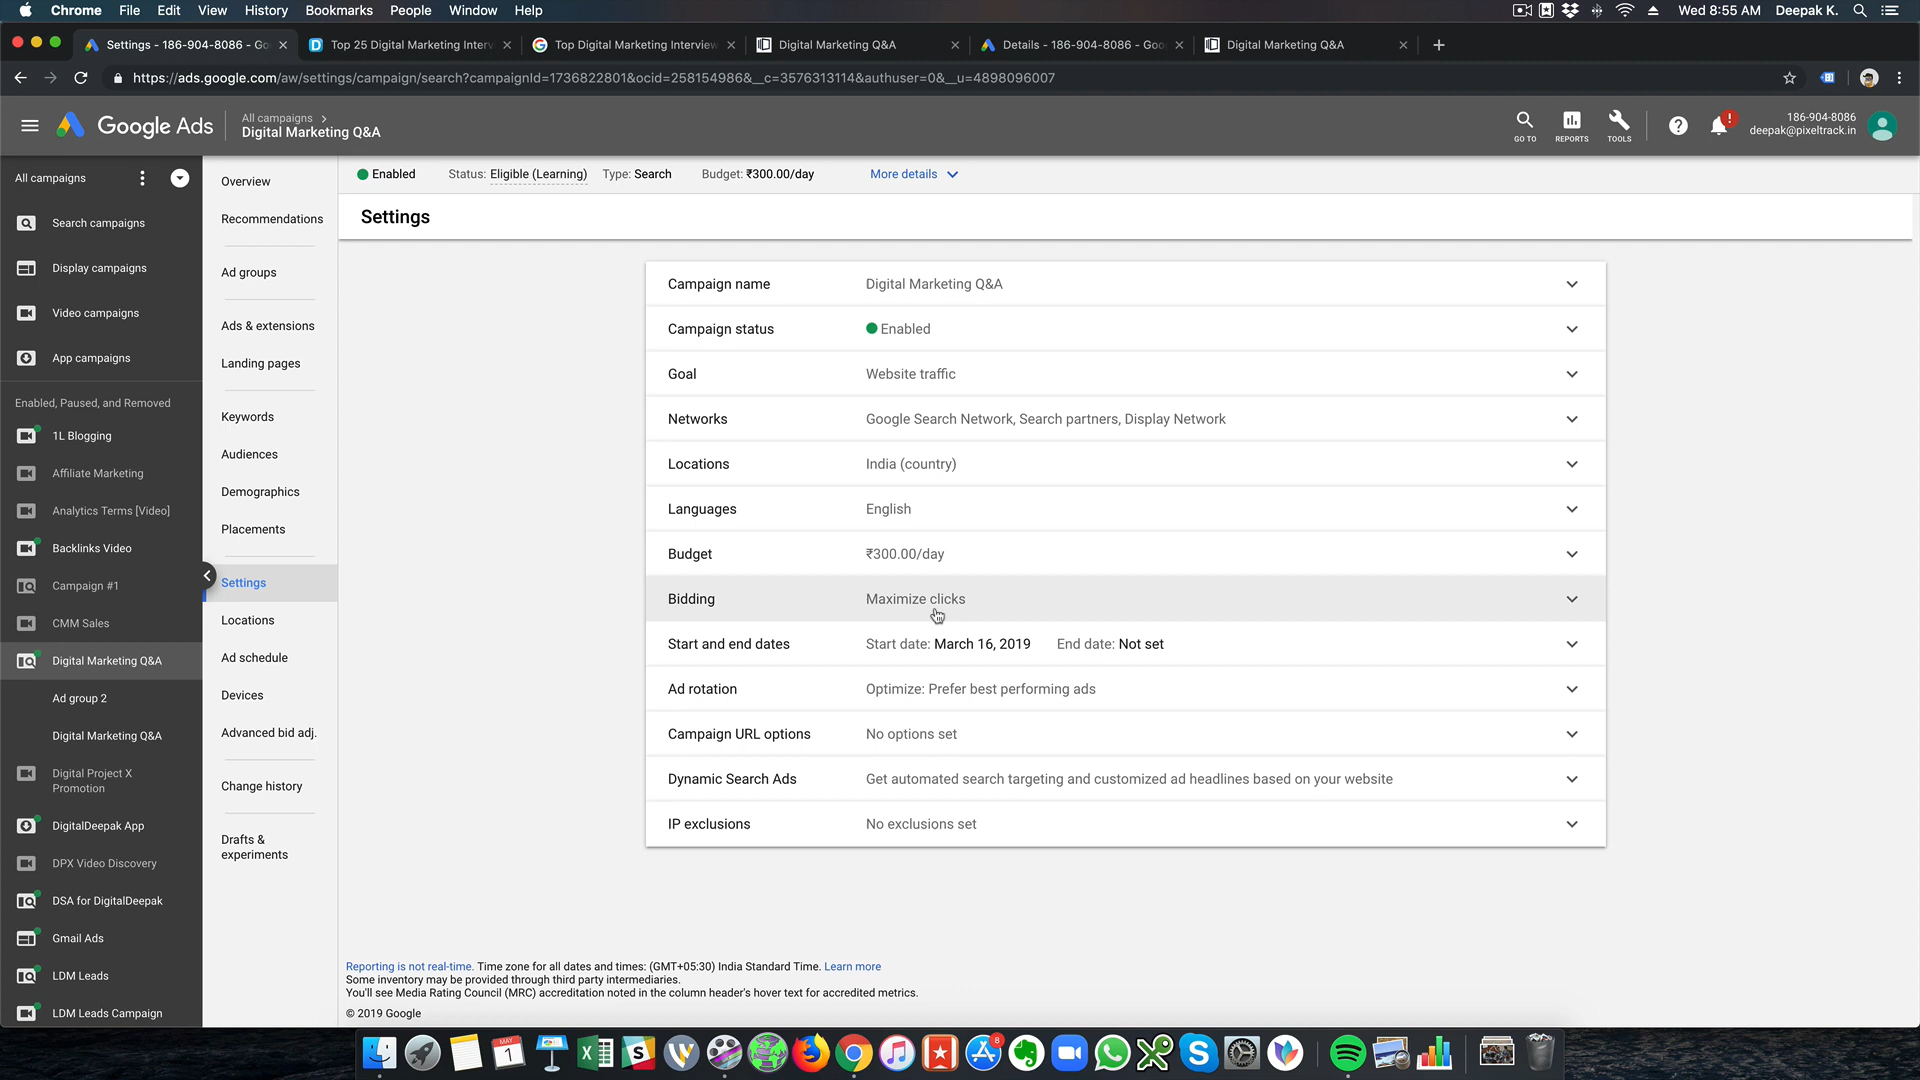 Chrome File Edit View History Bookmarks People Window Help
Wed 8:55 AM Deepak K.
Settings - 186-904-8086 - Go
Top 25 Digital Marketing Interv
Top Digital Marketing Interview
Digital Marketing Q&A
Details - 186-904-8086 - Goo
Digital Marketing Q&A
https://ads.google.com/aw/settings/campaign/search?campaignId=1736822801&ocid=258154986&__c=3576313114&authuser=0&__u=4898096007
Google Ads
All campaigns >
Digital Marketing Q&A
GO TO
REPORTS
TOOLS
186-904-8086
deepak@pixeltrack.in
All campaigns
Search campaigns
Display campaigns
Video campaigns
App campaigns
Enabled, Paused, and Removed
1L Blogging
Affiliate Marketing
Analytics Terms [Video]
Backlinks Video
Campaign #1
CMM Sales
Digital Marketing Q&A
Ad group 2
Digital Marketing Q&A
Digital Project X
Promotion
DigitalDeepak App
DPX Video Discovery
DSA for DigitalDeepak
Gmail Ads
LDM Leads
LDM Leads Campaign
Overview
Recommendations
Ad groups
Ads & extensions
Landing pages
Keywords
Audiences
Demographics
Placements
Settings
Locations
Ad schedule
Devices
Advanced bid adj.
Change history
Drafts &
experiments
Enabled Status: Eligible (Learning) Type: Search Budget: ₹300.00/day More details
Settings
Campaign name Digital Marketing Q&A
Campaign status Enabled
Goal Website traffic
Networks Google Search Network, Search partners, Display Network
Locations India (country)
Languages English
Budget ₹300.00/day
Bidding Maximize clicks
Start and end dates Start date: March 16, 2019 End date: Not set
Ad rotation Optimize: Prefer best performing ads
Campaign URL options No options set
Dynamic Search Ads Get automated search targeting and customized ad headlines based on your website
IP exclusions No exclusions set
Reporting is not real-time. Time zone for all dates and times: (GMT+05:30) India Standard Time. Learn more
Some inventory may be provided through third party intermediaries.
You'll see Media Rating Council (MRC) accreditation noted in the column header's hover text for accredited metrics.
© 2019 Google
1
8